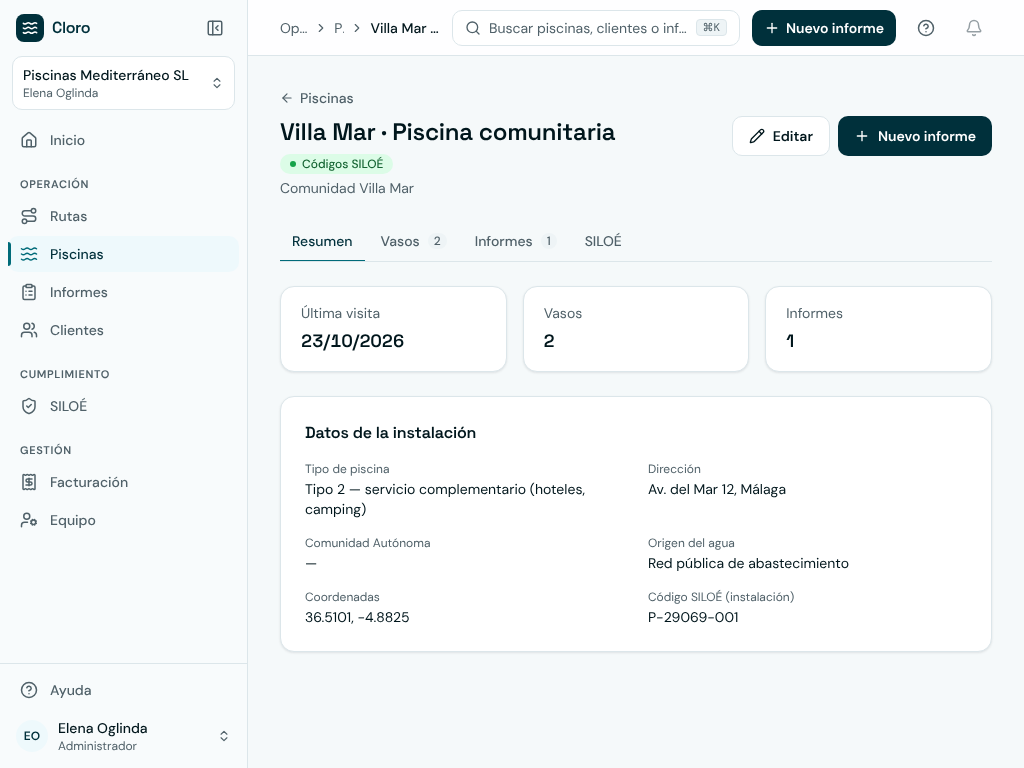 Cloro
Piscinas Mediterráneo SL
Elena Oglinda
Inicio
OPERACIÓN
Rutas
Piscinas
Informes
Clientes
CUMPLIMIENTO
SILOÉ
GESTIÓN
Facturación
Equipo
Ayuda
EO
Elena Oglinda
Administrador
Op… > P. > Villa Mar …
Buscar piscinas, clientes o inf… ⌘K
+ Nuevo informe
← Piscinas
Villa Mar · Piscina comunitaria
Códigos SILOÉ
Comunidad Villa Mar
Editar
+ Nuevo informe
Resumen
Vasos 2
Informes 1
SILOÉ
Última visita
23/10/2026
Vasos
2
Informes
1
Datos de la instalación
Tipo de piscina
Tipo 2 — servicio complementario (hoteles,
camping)
Dirección
Av. del Mar 12, Málaga
Comunidad Autónoma
—
Origen del agua
Red pública de abastecimiento
Coordenadas
36.5101, -4.8825
Código SILOÉ (instalación)
P-29069-001